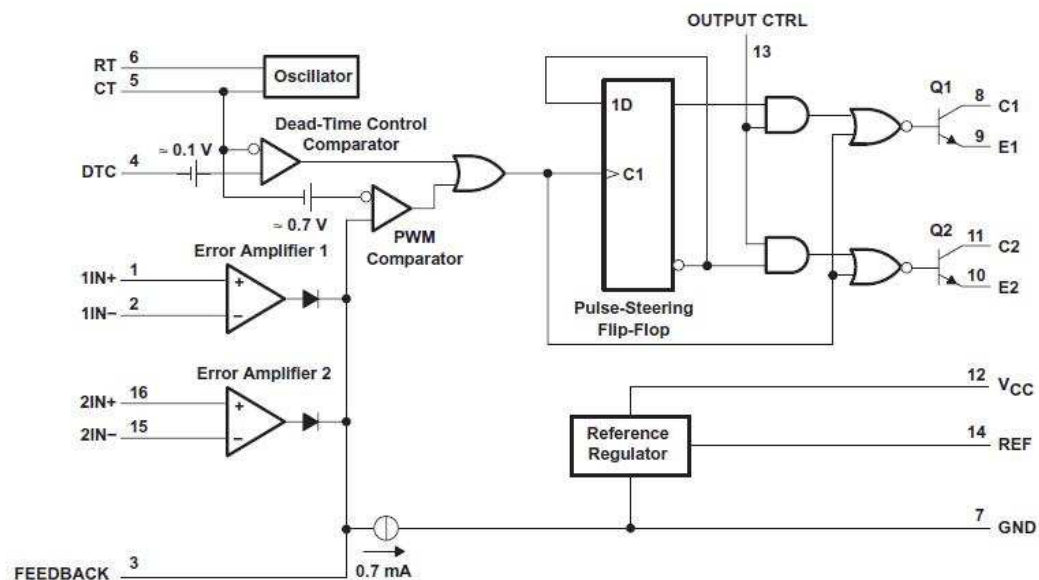 OUTPUT CTRL
13
RT 6
CT 5
Oscillator
Dead-Time Control
Comparator
≈ 0.1 V
DTC 4
≈ 0.7 V
PWM
Comparator
1D
C1
Pulse-Steering
Flip-Flop
Q1
8 C1
9 E1
Q2
11 C2
10 E2
Error Amplifier 1
1IN+ 1
+
1IN− 2
−
Error Amplifier 2
2IN+ 16
+
2IN− 15
−
12 VCC
Reference
Regulator
14 REF
7 GND
0.7 mA
FEEDBACK 3